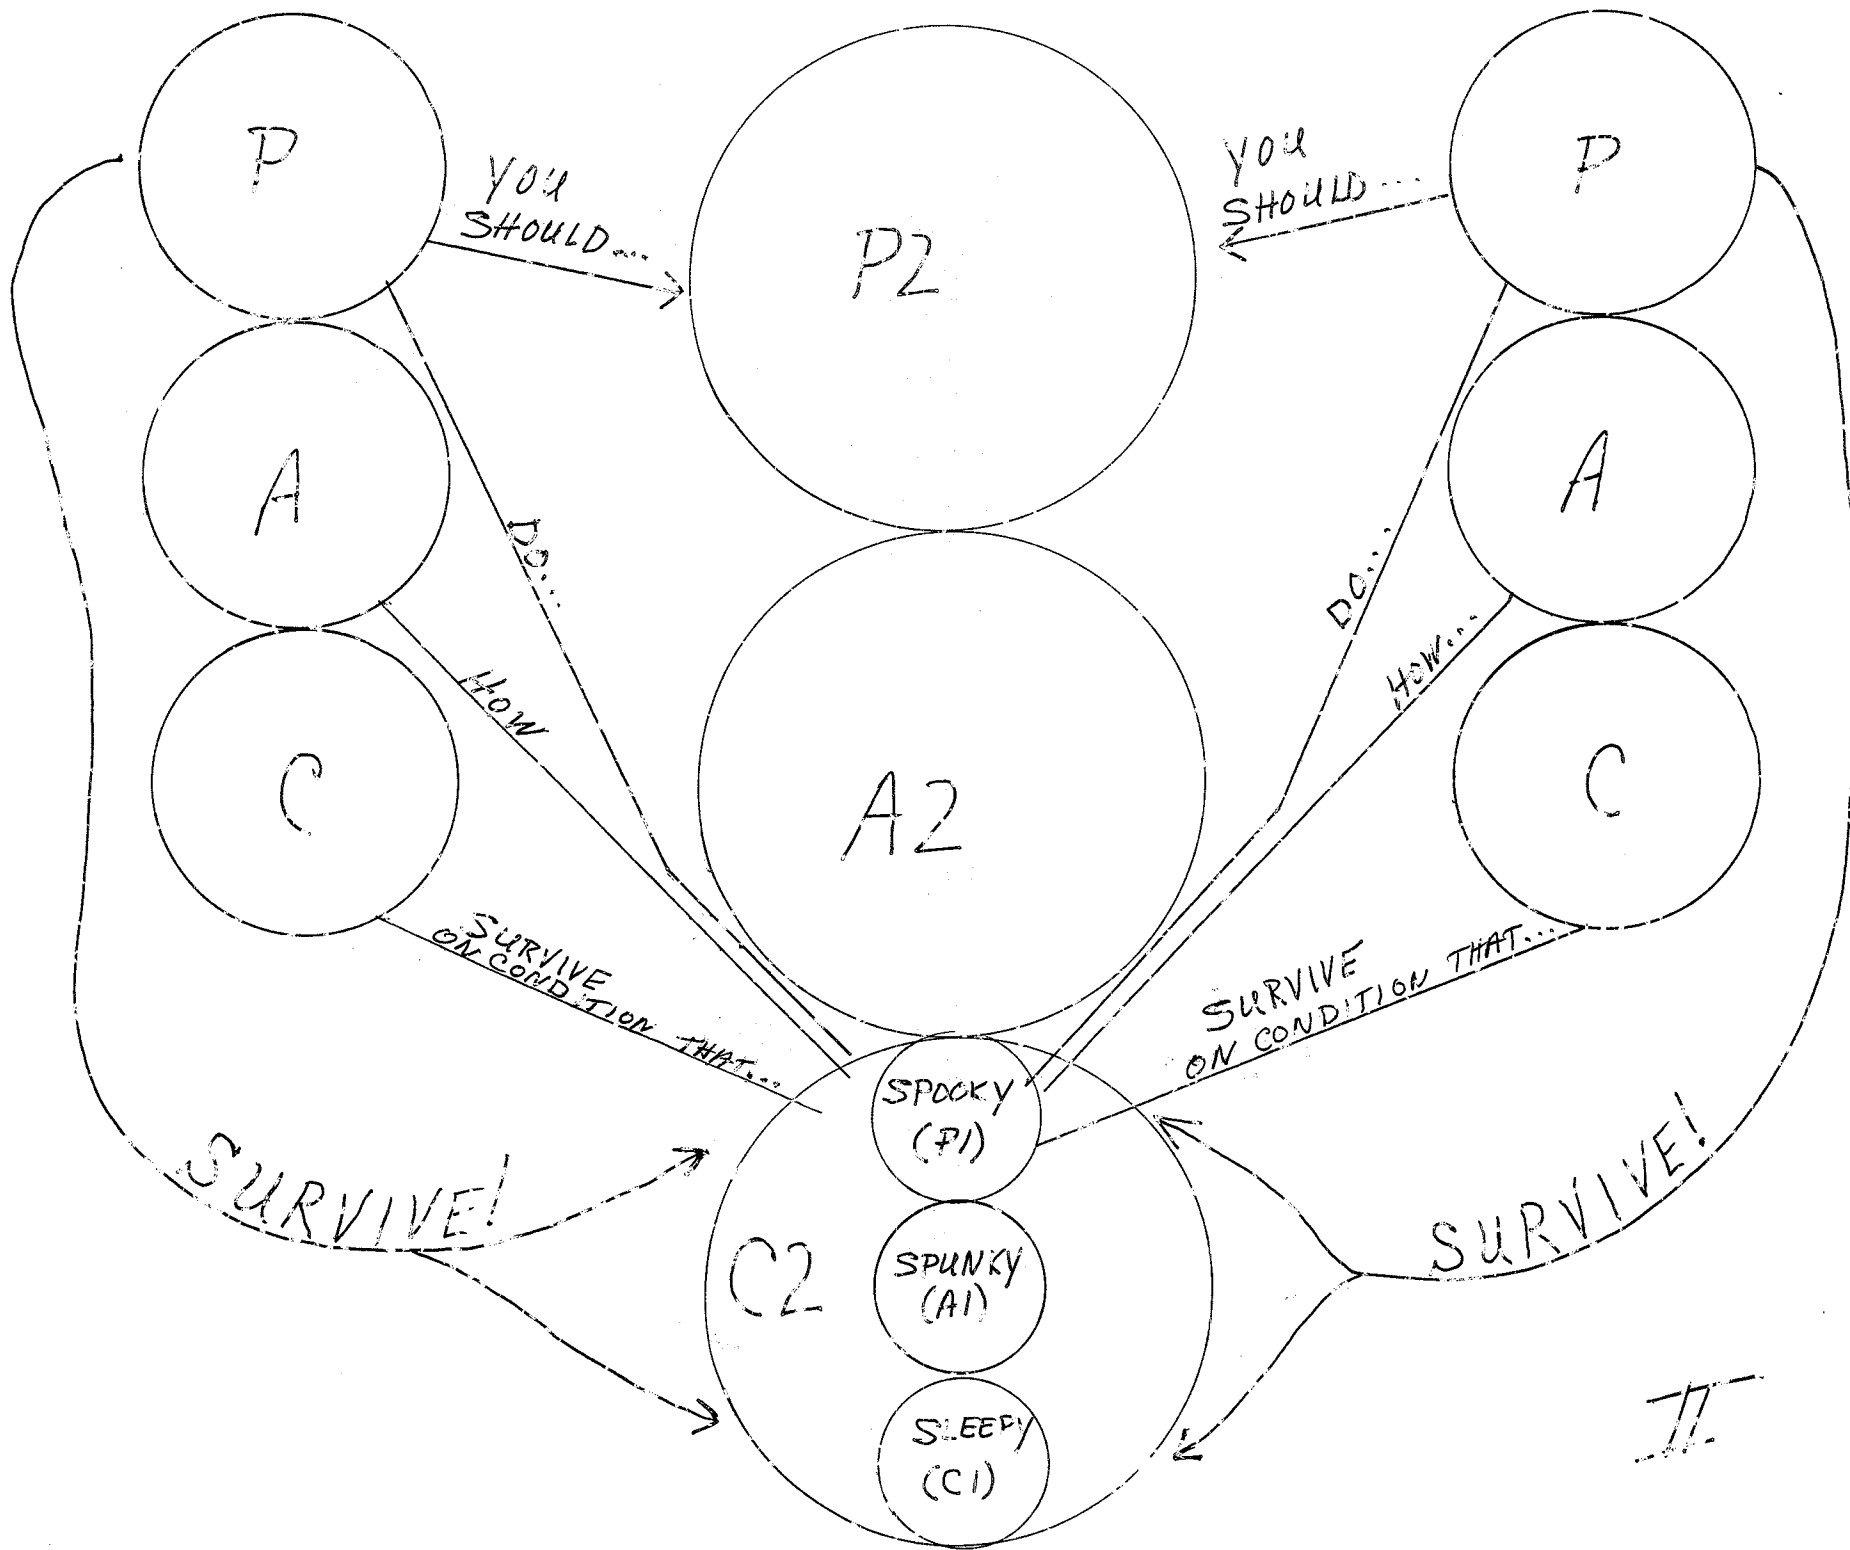 P
YOU
SHOULD...
P2
YOU
SHOULD...
P
A
DO...
HOW
A2
DO....
HOW...
A
C
SURVIVE
ON CONDITION THAT...
C
SURVIVE
ON CONDITION THAT...
SPOOKY
(P1)
SURVIVE!
C2
SPUNKY
(A1)
SURVIVE!
SLEEPY
(C1)
II